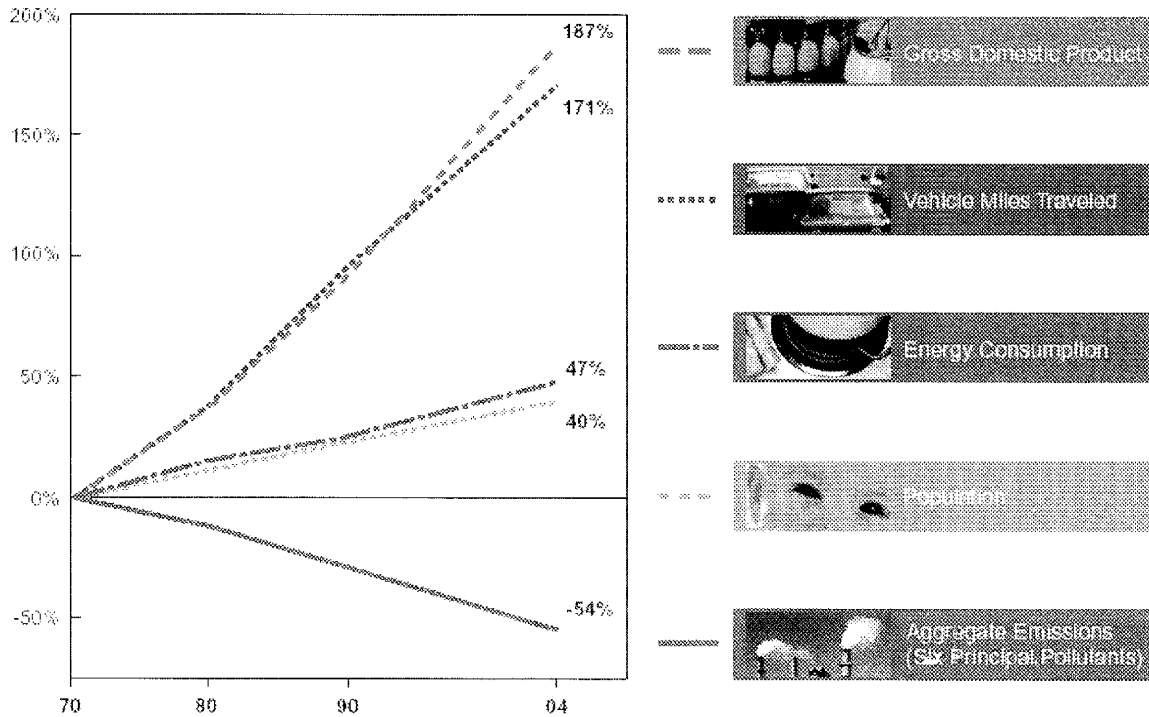 200%
150%
100%
50%
0%
-50%
70
80
90
04
187%
171%
47%
40%
-54%
Gross Domestic Product
Vehicle Miles Traveled
Energy Consumption
Population
Aggregate Emissions
(Six Principal Pollutants)